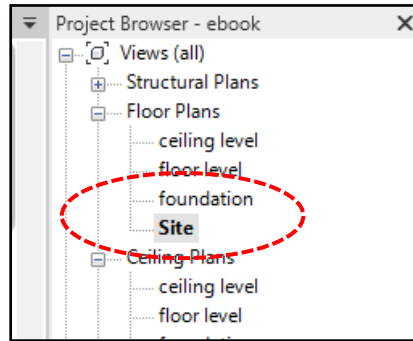 Project Browser - ebook
Views (all)
Structural Plans
Floor Plans
ceiling level
floor level
foundation
Site
Ceiling Plans
ceiling level
floor level